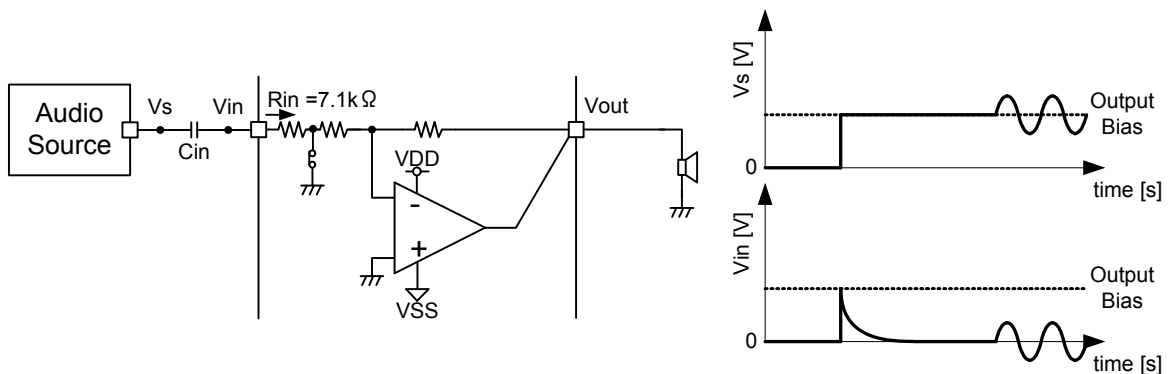 Audio
Source
Vs
Cin
Vin
Rin =7.1kΩ
VDD
-
+
VSS
Vout
Vs [V]
0
Output
Bias
time [s]
Vin [V]
0
Output
Bias
time [s]